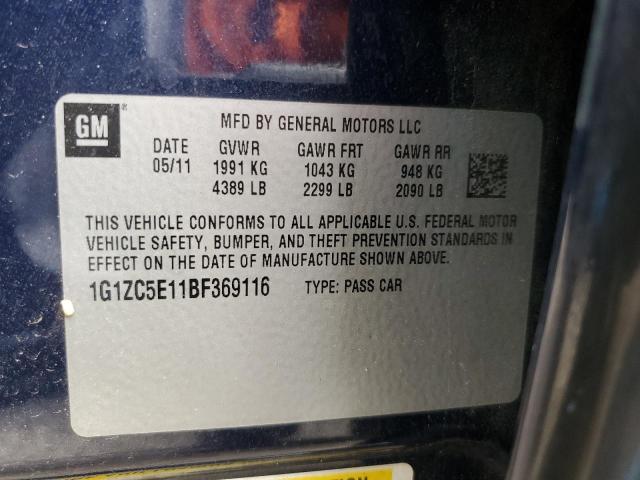 GM
MFD BY GENERAL MOTORS LLC
DATE GVWR GAWR FRT GAWR RR
05/11 1991 KG 1043 KG 948 KG
4389 LB 2299 LB 2090 LB
THIS VEHICLE CONFORMS TO ALL APPLICABLE U.S. FEDERAL MOTOR
VEHICLE SAFETY, BUMPER, AND THEFT PREVENTION STANDARDS IN
EFFECT ON THE DATE OF MANUFACTURE SHOWN ABOVE.
1G1ZC5E11BF369116 TYPE: PASS CAR